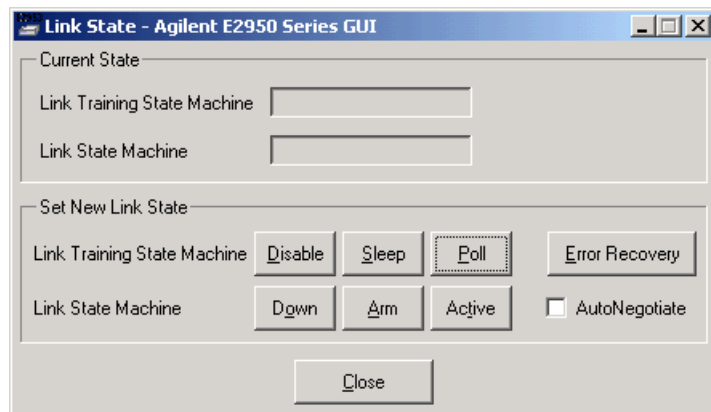 Link State - Agilent E2950 Series GUI
Current State
Link Training State Machine
Link State Machine
Set New Link State
Link Training State Machine Disable Sleep Poll Error Recovery
Link State Machine Down Arm Active AutoNegotiate
Close